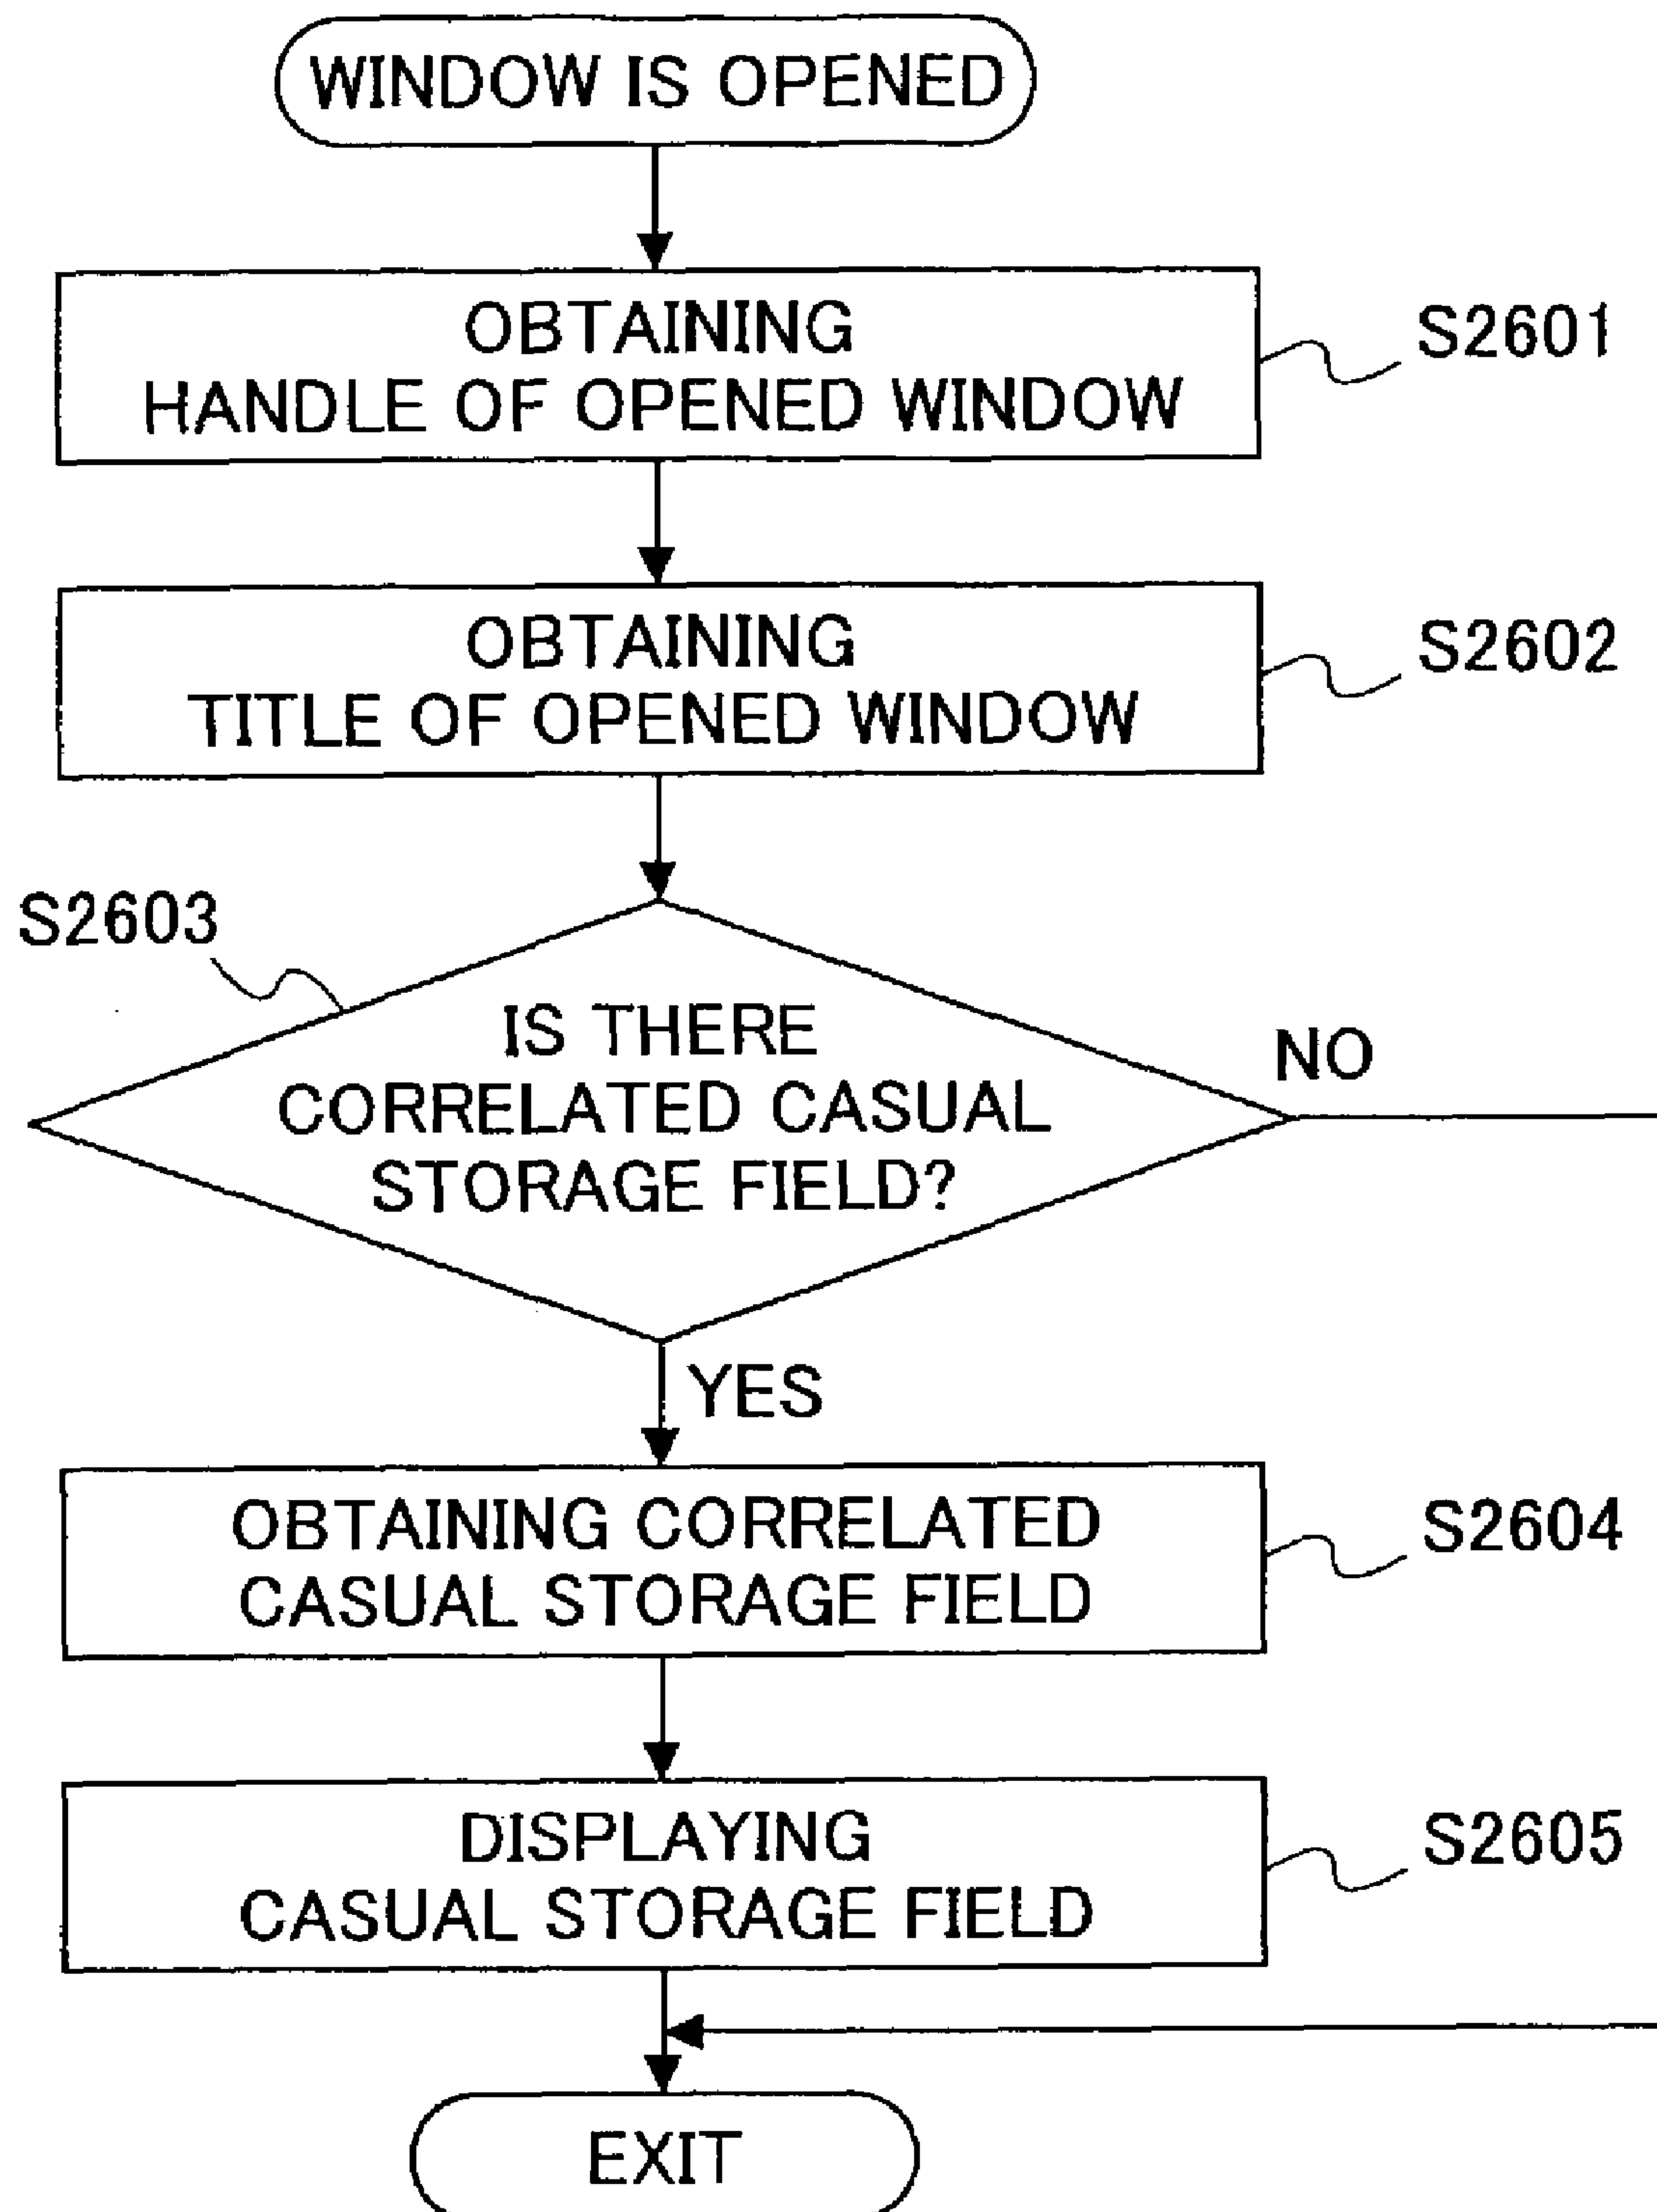 WINDOW IS OPENED
OBTAINING
HANDLE OF OPENED WINDOW
S2601
OBTAINING
TITLE OF OPENED WINDOW
S2602
S2603
IS THERE
CORRELATED CASUAL
STORAGE FIELD?
NO
YES
OBTAINING CORRELATED
CASUAL STORAGE FIELD
S2604
DISPLAYING
CASUAL STORAGE FIELD
S2605
EXIT